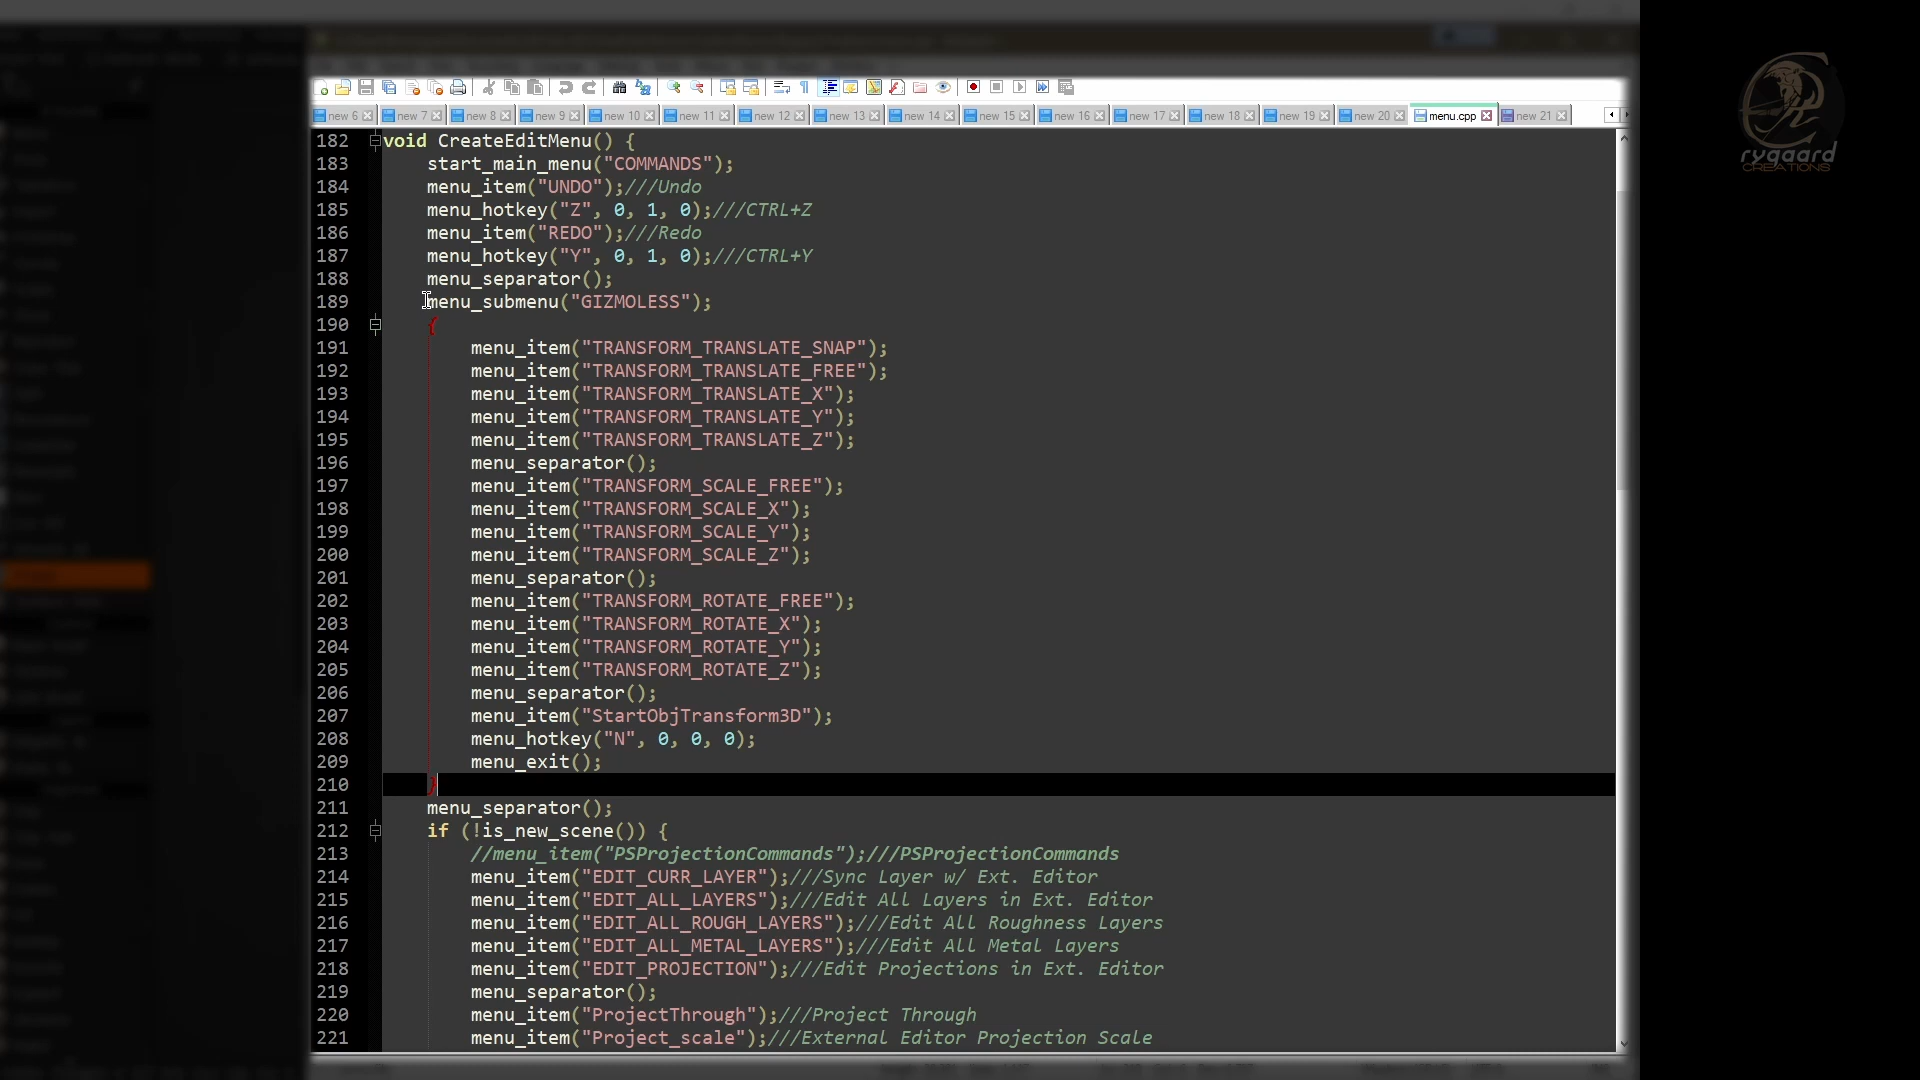 new 6 new 7 new 8 new 9 new 10 new 11 new 12 new 13 new 14 new 15 new 16 new 17 new 18 new 19 new 20 menu.cpp new 21
182 void CreateEditMenu() {
183 start_main_menu("COMMANDS");
184 menu_item("UNDO");///Undo
185 menu_hotkey("Z", 0, 1, 0);///CTRL+Z
186 menu_item("REDO");///Redo
187 menu_hotkey("Y", 0, 1, 0);///CTRL+Y
188 menu_separator();
189 menu_submenu("GIZMOLESS");
190 {
191 menu_item("TRANSFORM_TRANSLATE_SNAP");
192 menu_item("TRANSFORM_TRANSLATE_FREE");
193 menu_item("TRANSFORM_TRANSLATE_X");
194 menu_item("TRANSFORM_TRANSLATE_Y");
195 menu_item("TRANSFORM_TRANSLATE_Z");
196 menu_separator();
197 menu_item("TRANSFORM_SCALE_FREE");
198 menu_item("TRANSFORM_SCALE_X");
199 menu_item("TRANSFORM_SCALE_Y");
200 menu_item("TRANSFORM_SCALE_Z");
201 menu_separator();
202 menu_item("TRANSFORM_ROTATE_FREE");
203 menu_item("TRANSFORM_ROTATE_X");
204 menu_item("TRANSFORM_ROTATE_Y");
205 menu_item("TRANSFORM_ROTATE_Z");
206 menu_separator();
207 menu_item("StartObjTransform3D");
208 menu_hotkey("N", 0, 0, 0);
209 menu_exit();
210 }
211 menu_separator();
212 if (!is_new_scene()) {
213 //menu_item("PSProjectionCommands");///PSProjectionCommands
214 menu_item("EDIT_CURR_LAYER");///Sync Layer w/ Ext. Editor
215 menu_item("EDIT_ALL_LAYERS");///Edit All Layers in Ext. Editor
216 menu_item("EDIT_ALL_ROUGH_LAYERS");///Edit All Roughness Layers
217 menu_item("EDIT_ALL_METAL_LAYERS");///Edit All Metal Layers
218 menu_item("EDIT_PROJECTION");///Edit Projections in Ext. Editor
219 menu_separator();
220 menu_item("ProjectThrough");///Project Through
221 menu_item("Project_scale");///External Editor Projection Scale
rygaard
CREATIONS